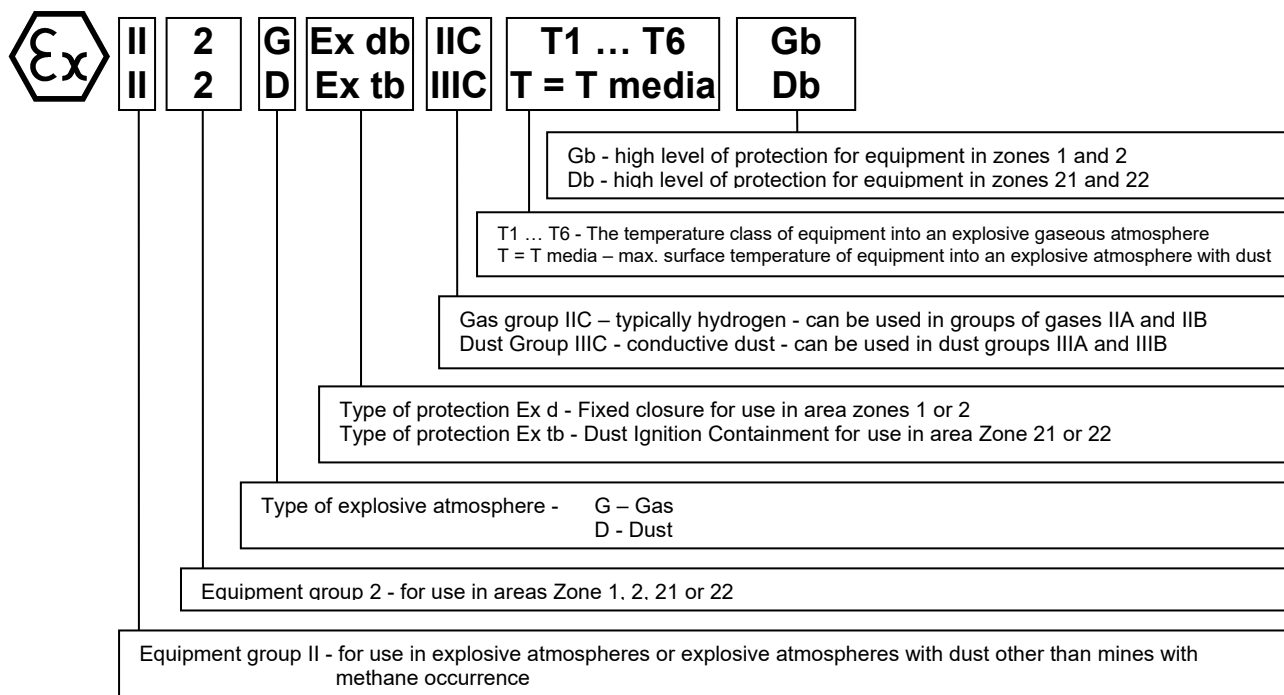 Ex II 2 G Ex db IIC T1 … T6 Gb
II 2 D Ex tb IIIC T = T media Db
Gb - high level of protection for equipment in zones 1 and 2
Db - high level of protection for equipment in zones 21 and 22
T1 … T6 - The temperature class of equipment into an explosive gaseous atmosphere
T = T media – max. surface temperature of equipment into an explosive atmosphere with dust
Gas group IIC – typically hydrogen - can be used in groups of gases IIA and IIB
Dust Group IIIC - conductive dust - can be used in dust groups IIIA and IIIB
Type of protection Ex d - Fixed closure for use in area zones 1 or 2
Type of protection Ex tb - Dust Ignition Containment for use in area Zone 21 or 22
Type of explosive atmosphere - G – Gas
D - Dust
Equipment group 2 - for use in areas Zone 1, 2, 21 or 22
Equipment group II - for use in explosive atmospheres or explosive atmospheres with dust other than mines with
methane occurrence